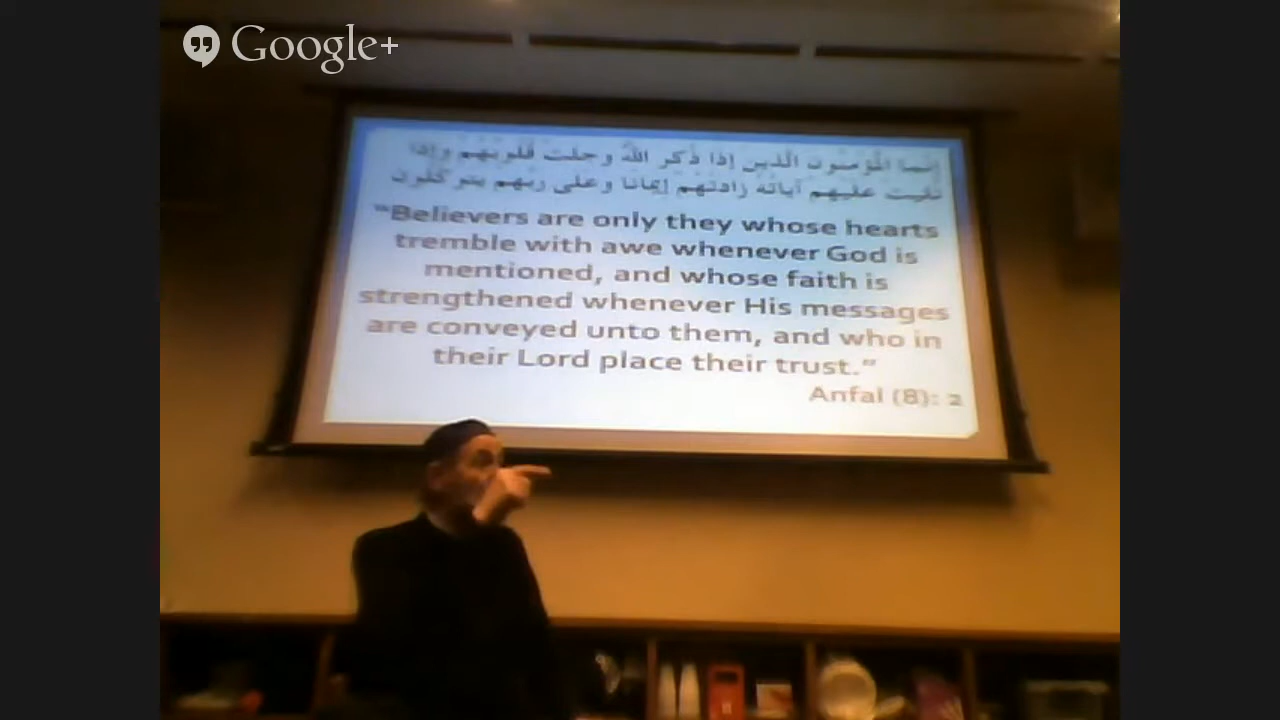 Google+
إنما المؤمنون الذين إذا ذكر الله وجلت قلوبهم وإذا
تليت عليهم آياته زادتهم إيمانا وعلى ربهم يتوكلون
“Believers are only they whose hearts
tremble with awe whenever God is
mentioned, and whose faith is
strengthened whenever His messages
are conveyed unto them, and who in
their Lord place their trust.”
Anfal (8): 2